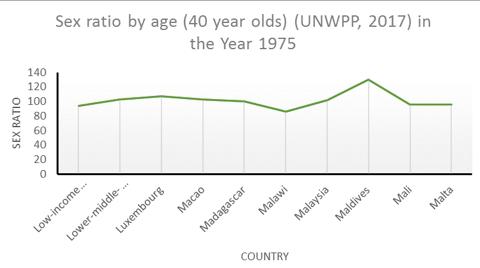 Sex ratio by age (40 year olds) (UNWPP, 2017) in
the Year 1975
140
120
100
80
60
40
20
0
SEX RATIO
Low-income...
Lower-middle-...
Luxembourg
Macao
Madagascar
Malawi
Malaysia
Maldives
Mali
Malta
COUNTRY